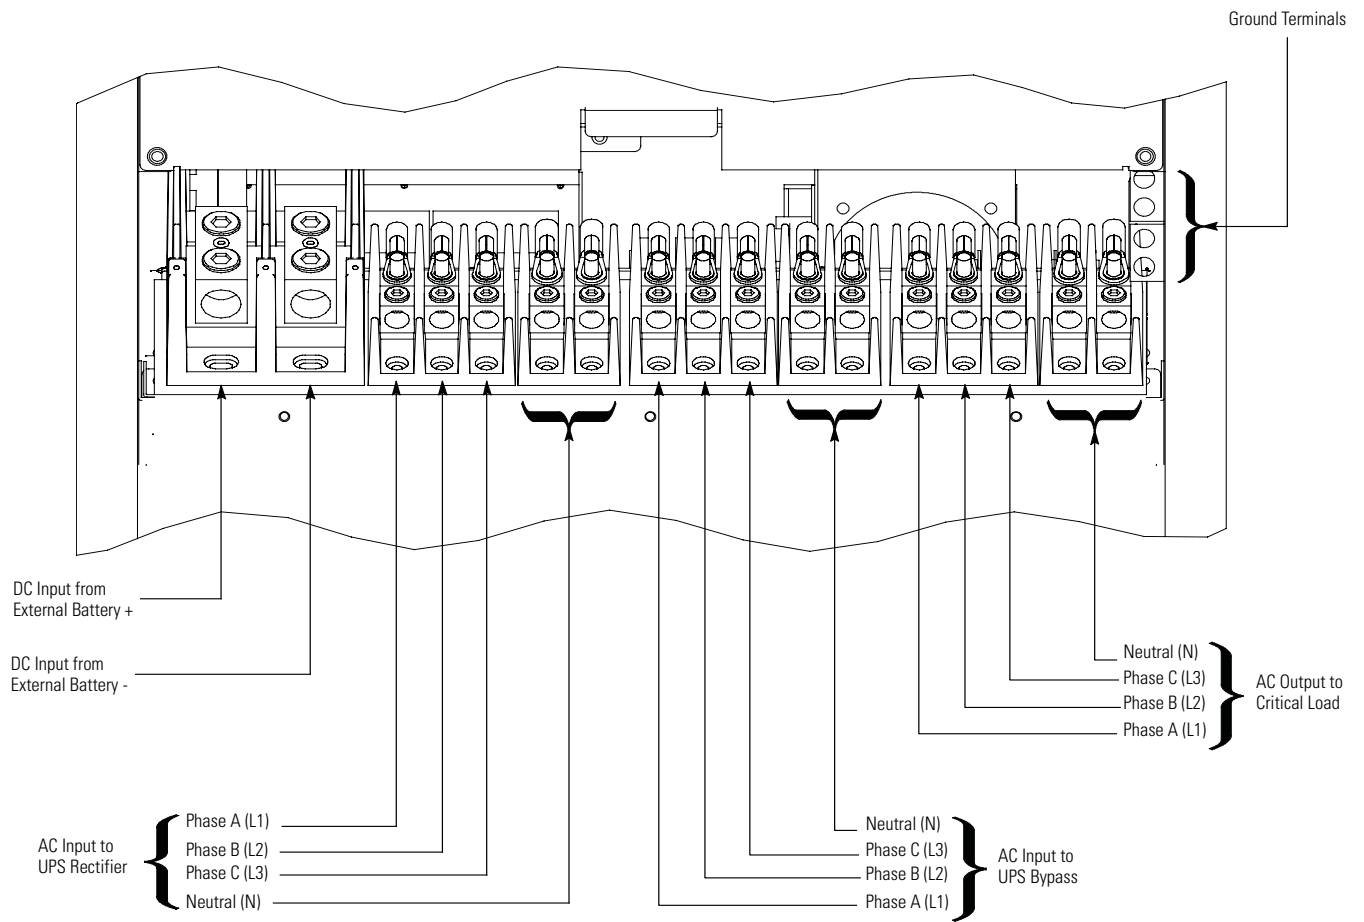 Ground Terminals
DC Input from
External Battery +
DC Input from
External Battery -
Neutral (N)
Phase C (L3)
Phase B (L2)
Phase A (L1)
AC Output to
Critical Load
AC Input to
UPS Rectifier
Phase A (L1)
Phase B (L2)
Phase C (L3)
Neutral (N)
Neutral (N)
Phase C (L3)
Phase B (L2)
Phase A (L1)
AC Input to
UPS Bypass